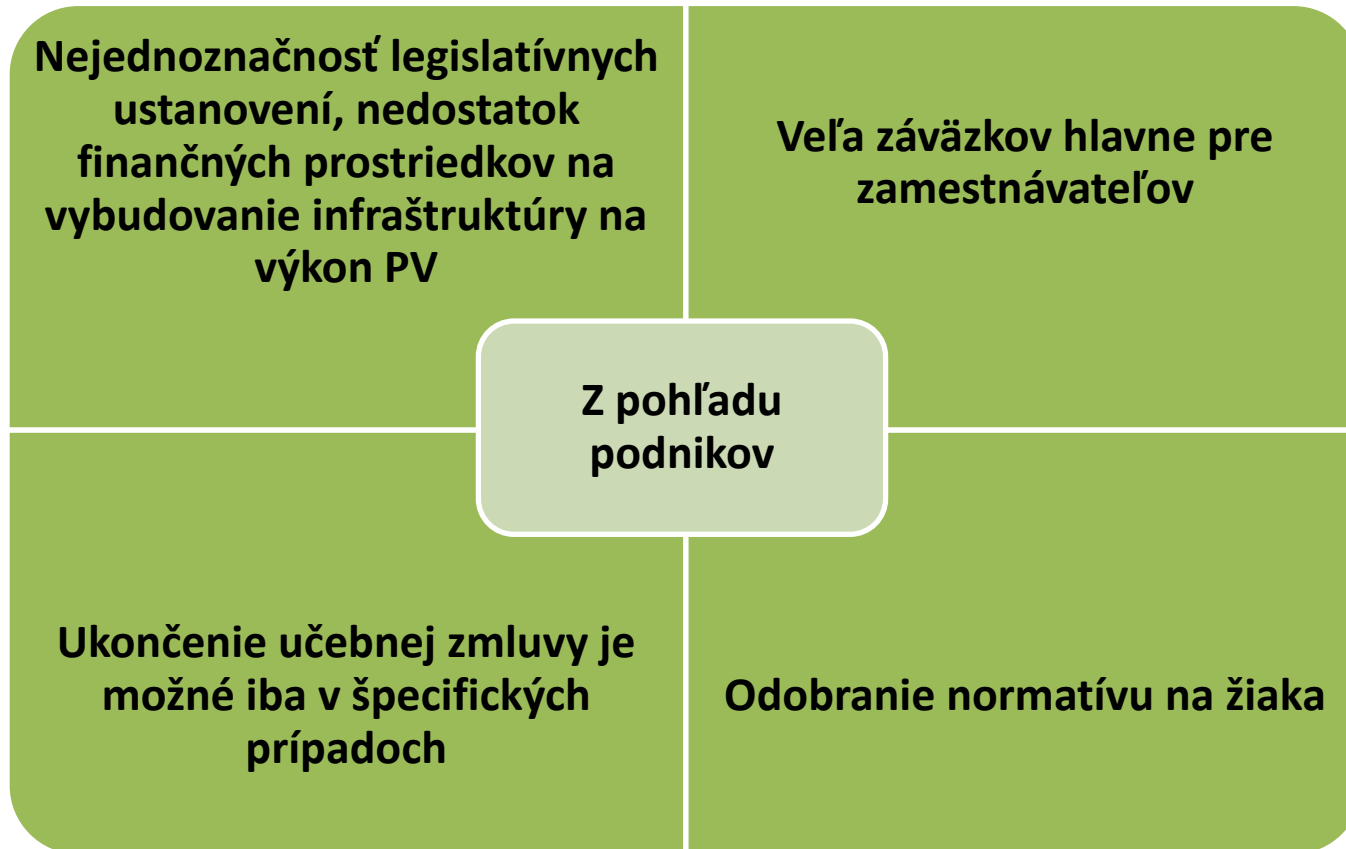 Nejednoznačnosť legislatívnych
ustanovení, nedostatok
finančných prostriedkov na
vybudovanie infraštruktúry na
výkon PV
Veľa záväzkov hlavne pre
zamestnávateľov
Z pohľadu
podnikov
Ukončenie učebnej zmluvy je
možné iba v špecifických
prípadoch
Odobranie normatívu na žiaka